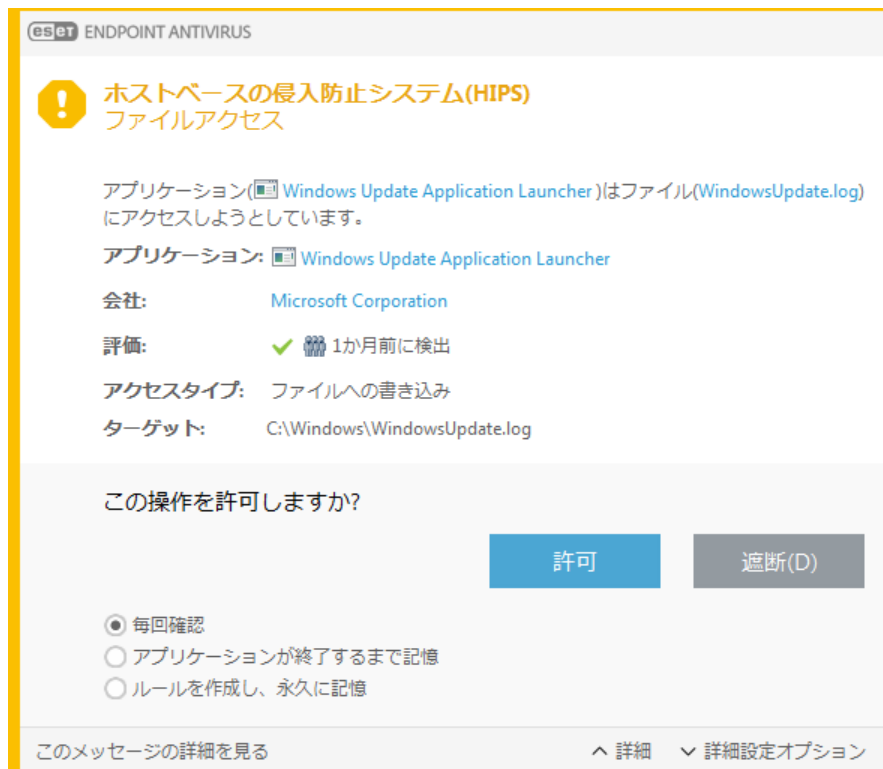 eset ENDPOINT ANTIVIRUS
ホストベースの侵入防止システム(HIPS)
ファイルアクセス
アプリケーション( Windows Update Application Launcher )はファイル(WindowsUpdate.log)
にアクセスしようとしています。
アプリケーション: Windows Update Application Launcher
会社: Microsoft Corporation
評価: 1か月前に検出
アクセスタイプ: ファイルへの書き込み
ターゲット: C:\Windows\WindowsUpdate.log
この操作を許可しますか?
許可 遮断(D)
毎回確認
アプリケーションが終了するまで記憶
ルールを作成し、永久に記憶
このメッセージの詳細を見る 詳細 詳細設定オプション